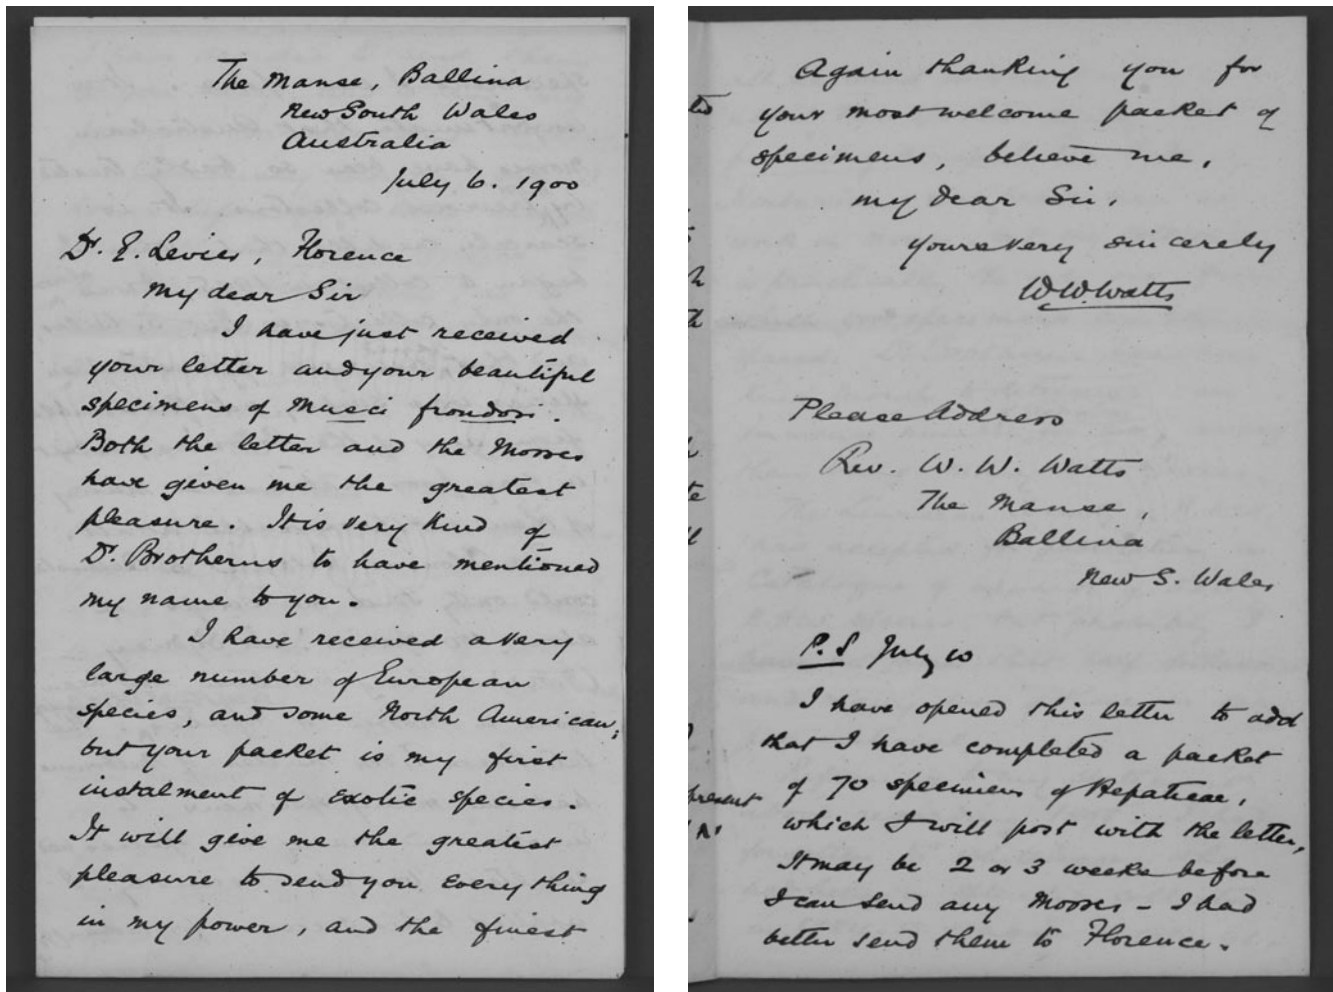 The Manse, Ballina
New South Wales
Australia
July 6. 1900
Dr. E. Levier, Florence
My dear Sir
I have just received
your letter and your beautiful
specimens of Musci frondosi.
Both the letter and the Mosses
have given me the greatest
pleasure. It is very kind of
Dr. Brotherus to have mentioned
my name to you.
I have received a very
large number of European
species, and some North American;
but your packet is my first
instalment of exotic species.
It will give me the greatest
pleasure to send you everything
in my power, and the finest
Again thanking you for
your most welcome packet of
specimens, believe me,
my dear Sir,
yours very sincerely
W.W. Watts
Please Address
Rev. W. W. Watts
The Manse,
Ballina
New S. Wales
P.S July 10
I have opened this letter to add
that I have completed a packet
of 70 specimens of Hepaticae,
which I will post with the letter,
It may be 2 or 3 weeks before
I can send any Mosses - I had
better send them to Florence.
present